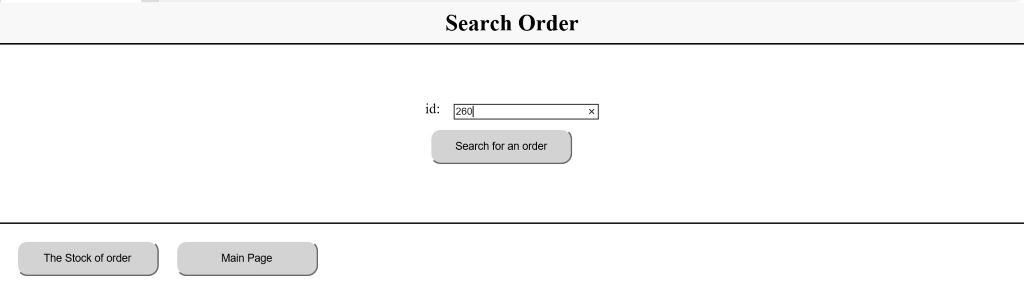 Search Order
id: 260
Search for an order
The Stock of order
Main Page